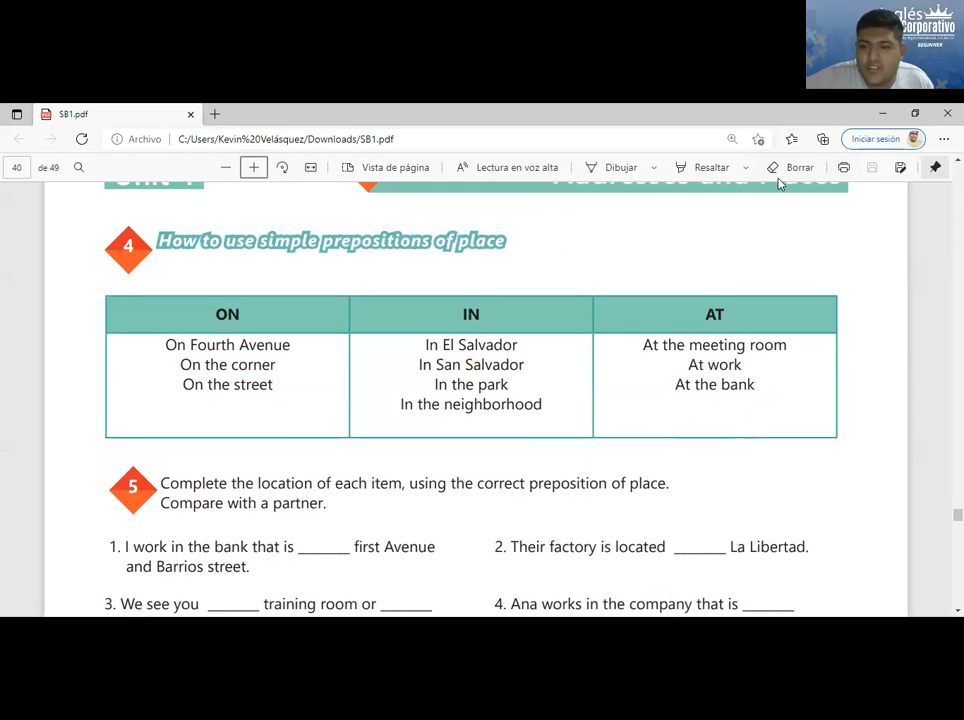 inglés
Corporativo
BEGINNER
SB1.pdf
Archivo
C:/Users/Kevin%20Velásquez/Downloads/SB1.pdf
Iniciar sesión
40 de 49
Vista de página
Lectura en voz alta
Dibujar
Resaltar
Borrar
4
How to use simple prepositions of place
ON IN AT
On Fourth Avenue In El Salvador At the meeting room
On the corner In San Salvador At work
On the street In the park At the bank
In the neighborhood
5
Complete the location of each item, using the correct preposition of place.
Compare with a partner.
1. I work in the bank that is ______ first Avenue
and Barrios street.
2. Their factory is located ______ La Libertad.
3. We see you ______ training room or ______
4. Ana works in the company that is ______